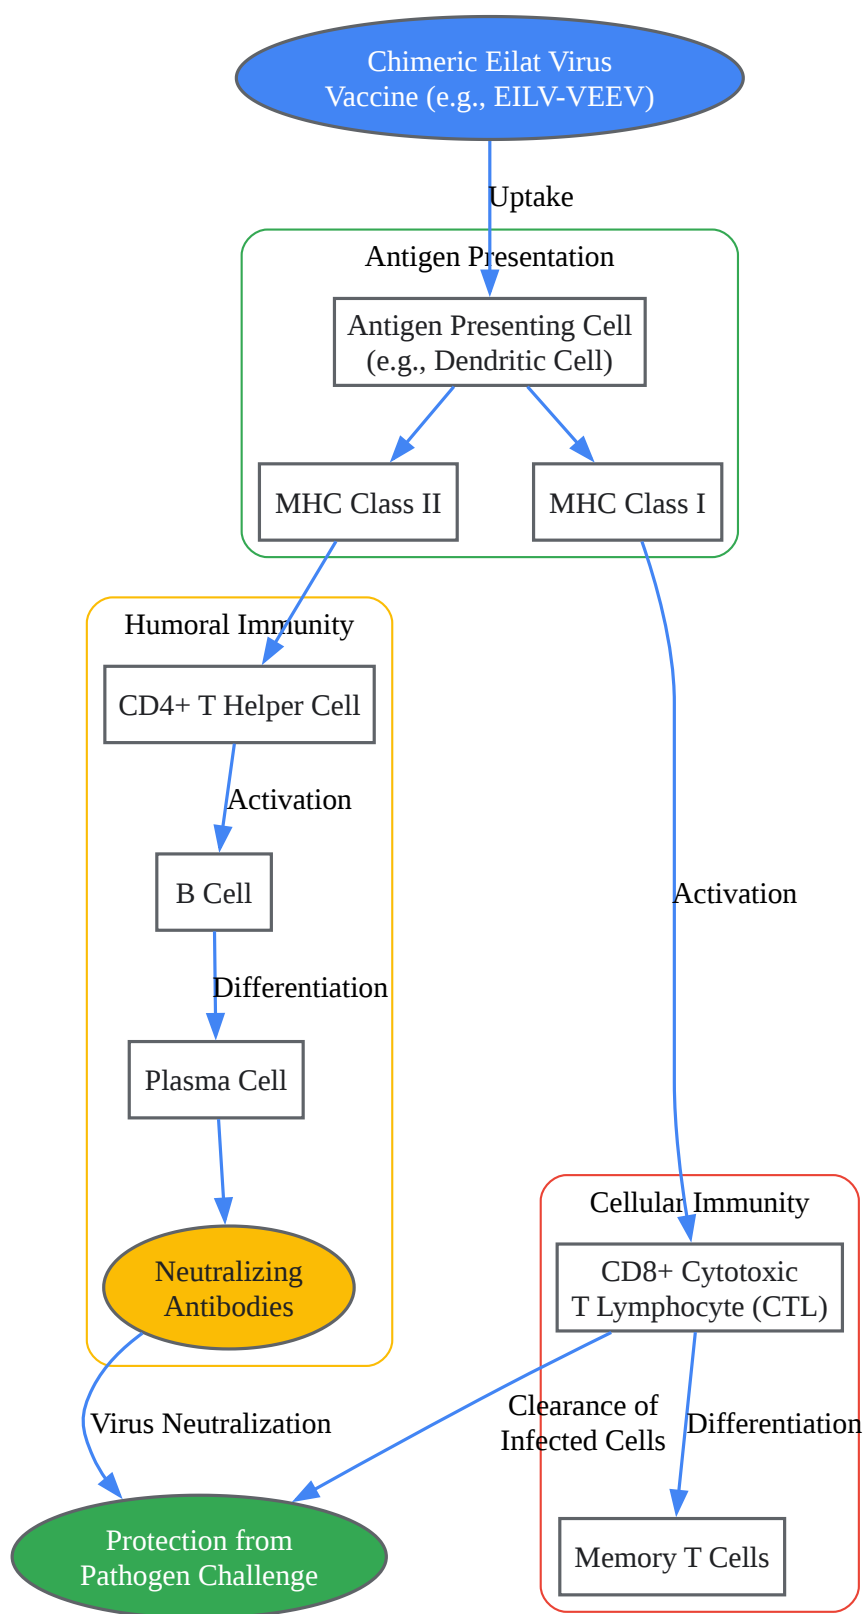 Chimeric Eilat Virus
Vaccine (e.g., EILV-VEEV)
Uptake
Antigen Presentation
Antigen Presenting Cell
(e.g., Dendritic Cell)
MHC Class II
MHC Class I
Humoral Immunity
CD4+ T Helper Cell
Activation
B Cell
Activation
Differentiation
Plasma Cell
Cellular Immunity
Neutralizing
Antibodies
CD8+ Cytotoxic
T Lymphocyte (CTL)
Virus Neutralization
Clearance of
Infected Cells
Differentiation
Protection from
Pathogen Challenge
Memory T Cells